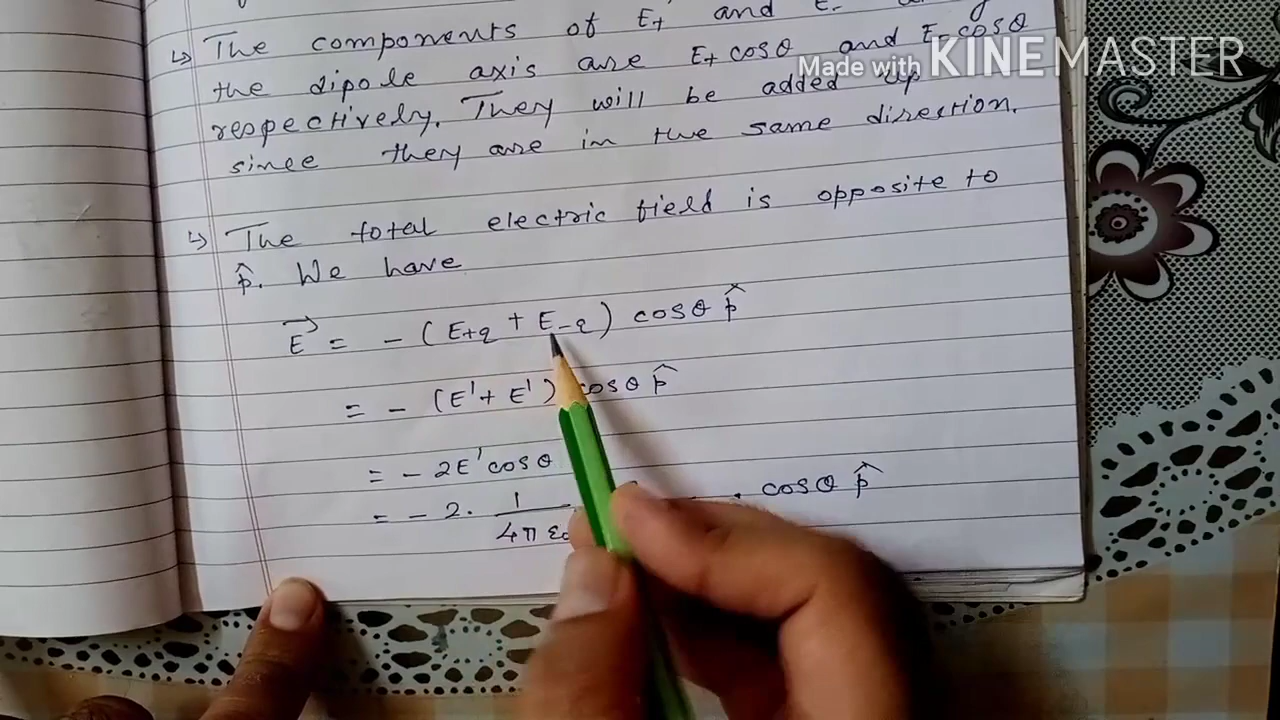 ↳ The components of E+ and E-
the dipole axis are E+ cosθ and E- cosθ
Made with KINEMASTER
respectively. They will be added up
since they are in the same direction.
↳ The total electric field is opposite to
p̂. We have
E⃗ = - (E+q + E-q) cosθ p̂
= - (E' + E') cosθ p̂
= - 2E' cosθ
= - 2. 1/4πε₀ . cosθ p̂